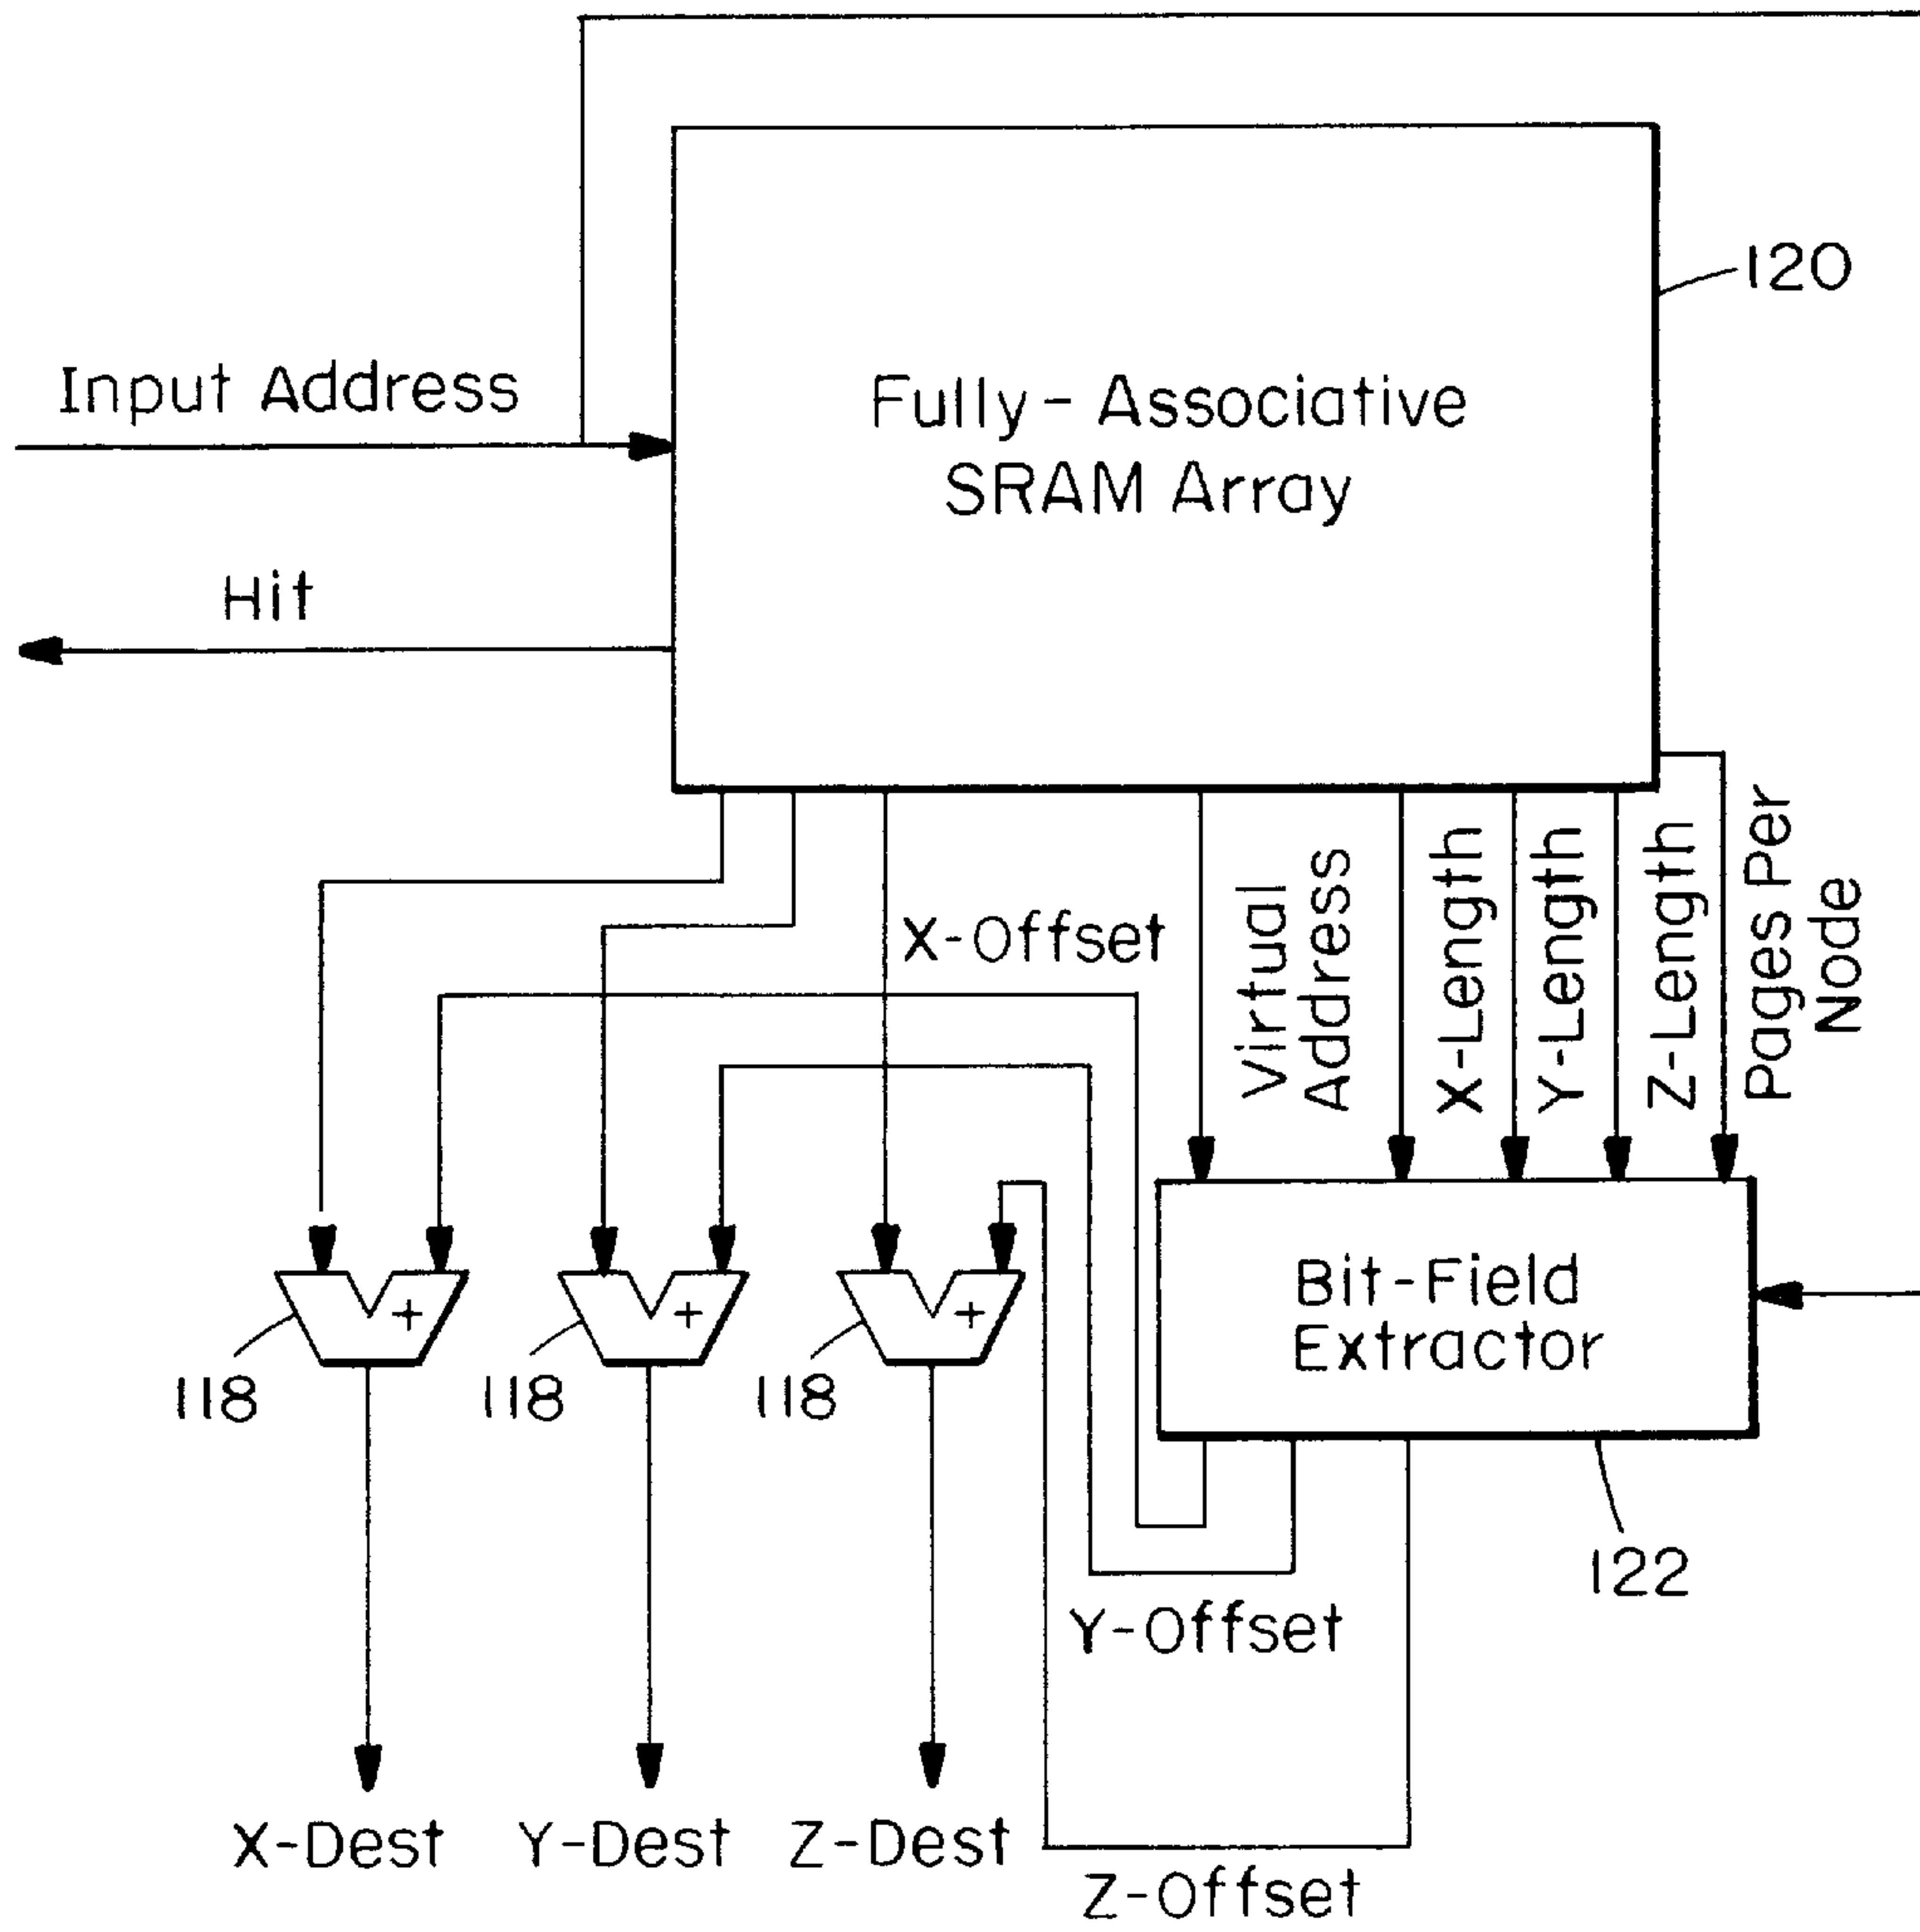 120
Input Address
Fully-Associative
SRAM Array
Hit
X-Offset
Virtual
Address
X-Length
Y-Length
Z-Length
Pages Per
Node
+
+
+
Bit-Field
Extractor
118
118
118
122
Y-Offset
X-Dest
Y-Dest
Z-Dest
Z-Offset